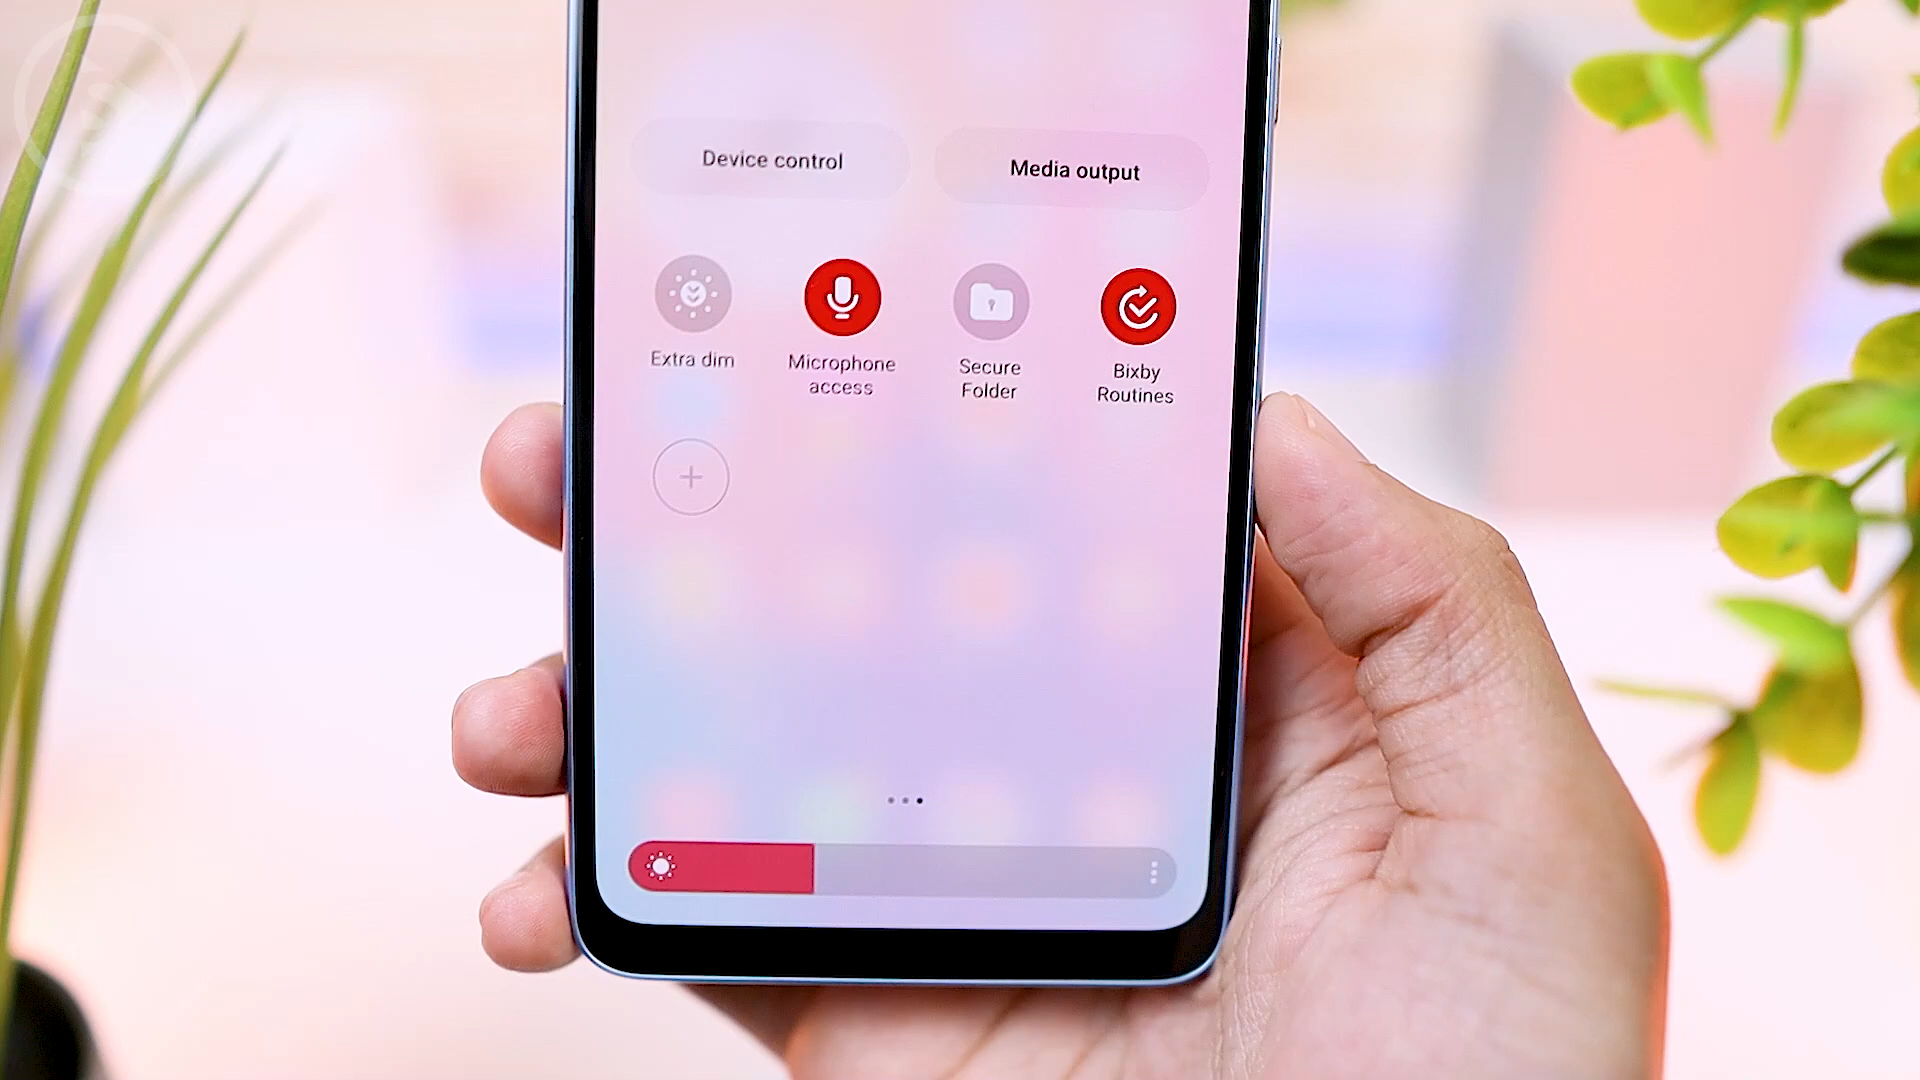 Device control
Media output
Extra dim
Microphone
access
Secure
Folder
Bixby
Routines